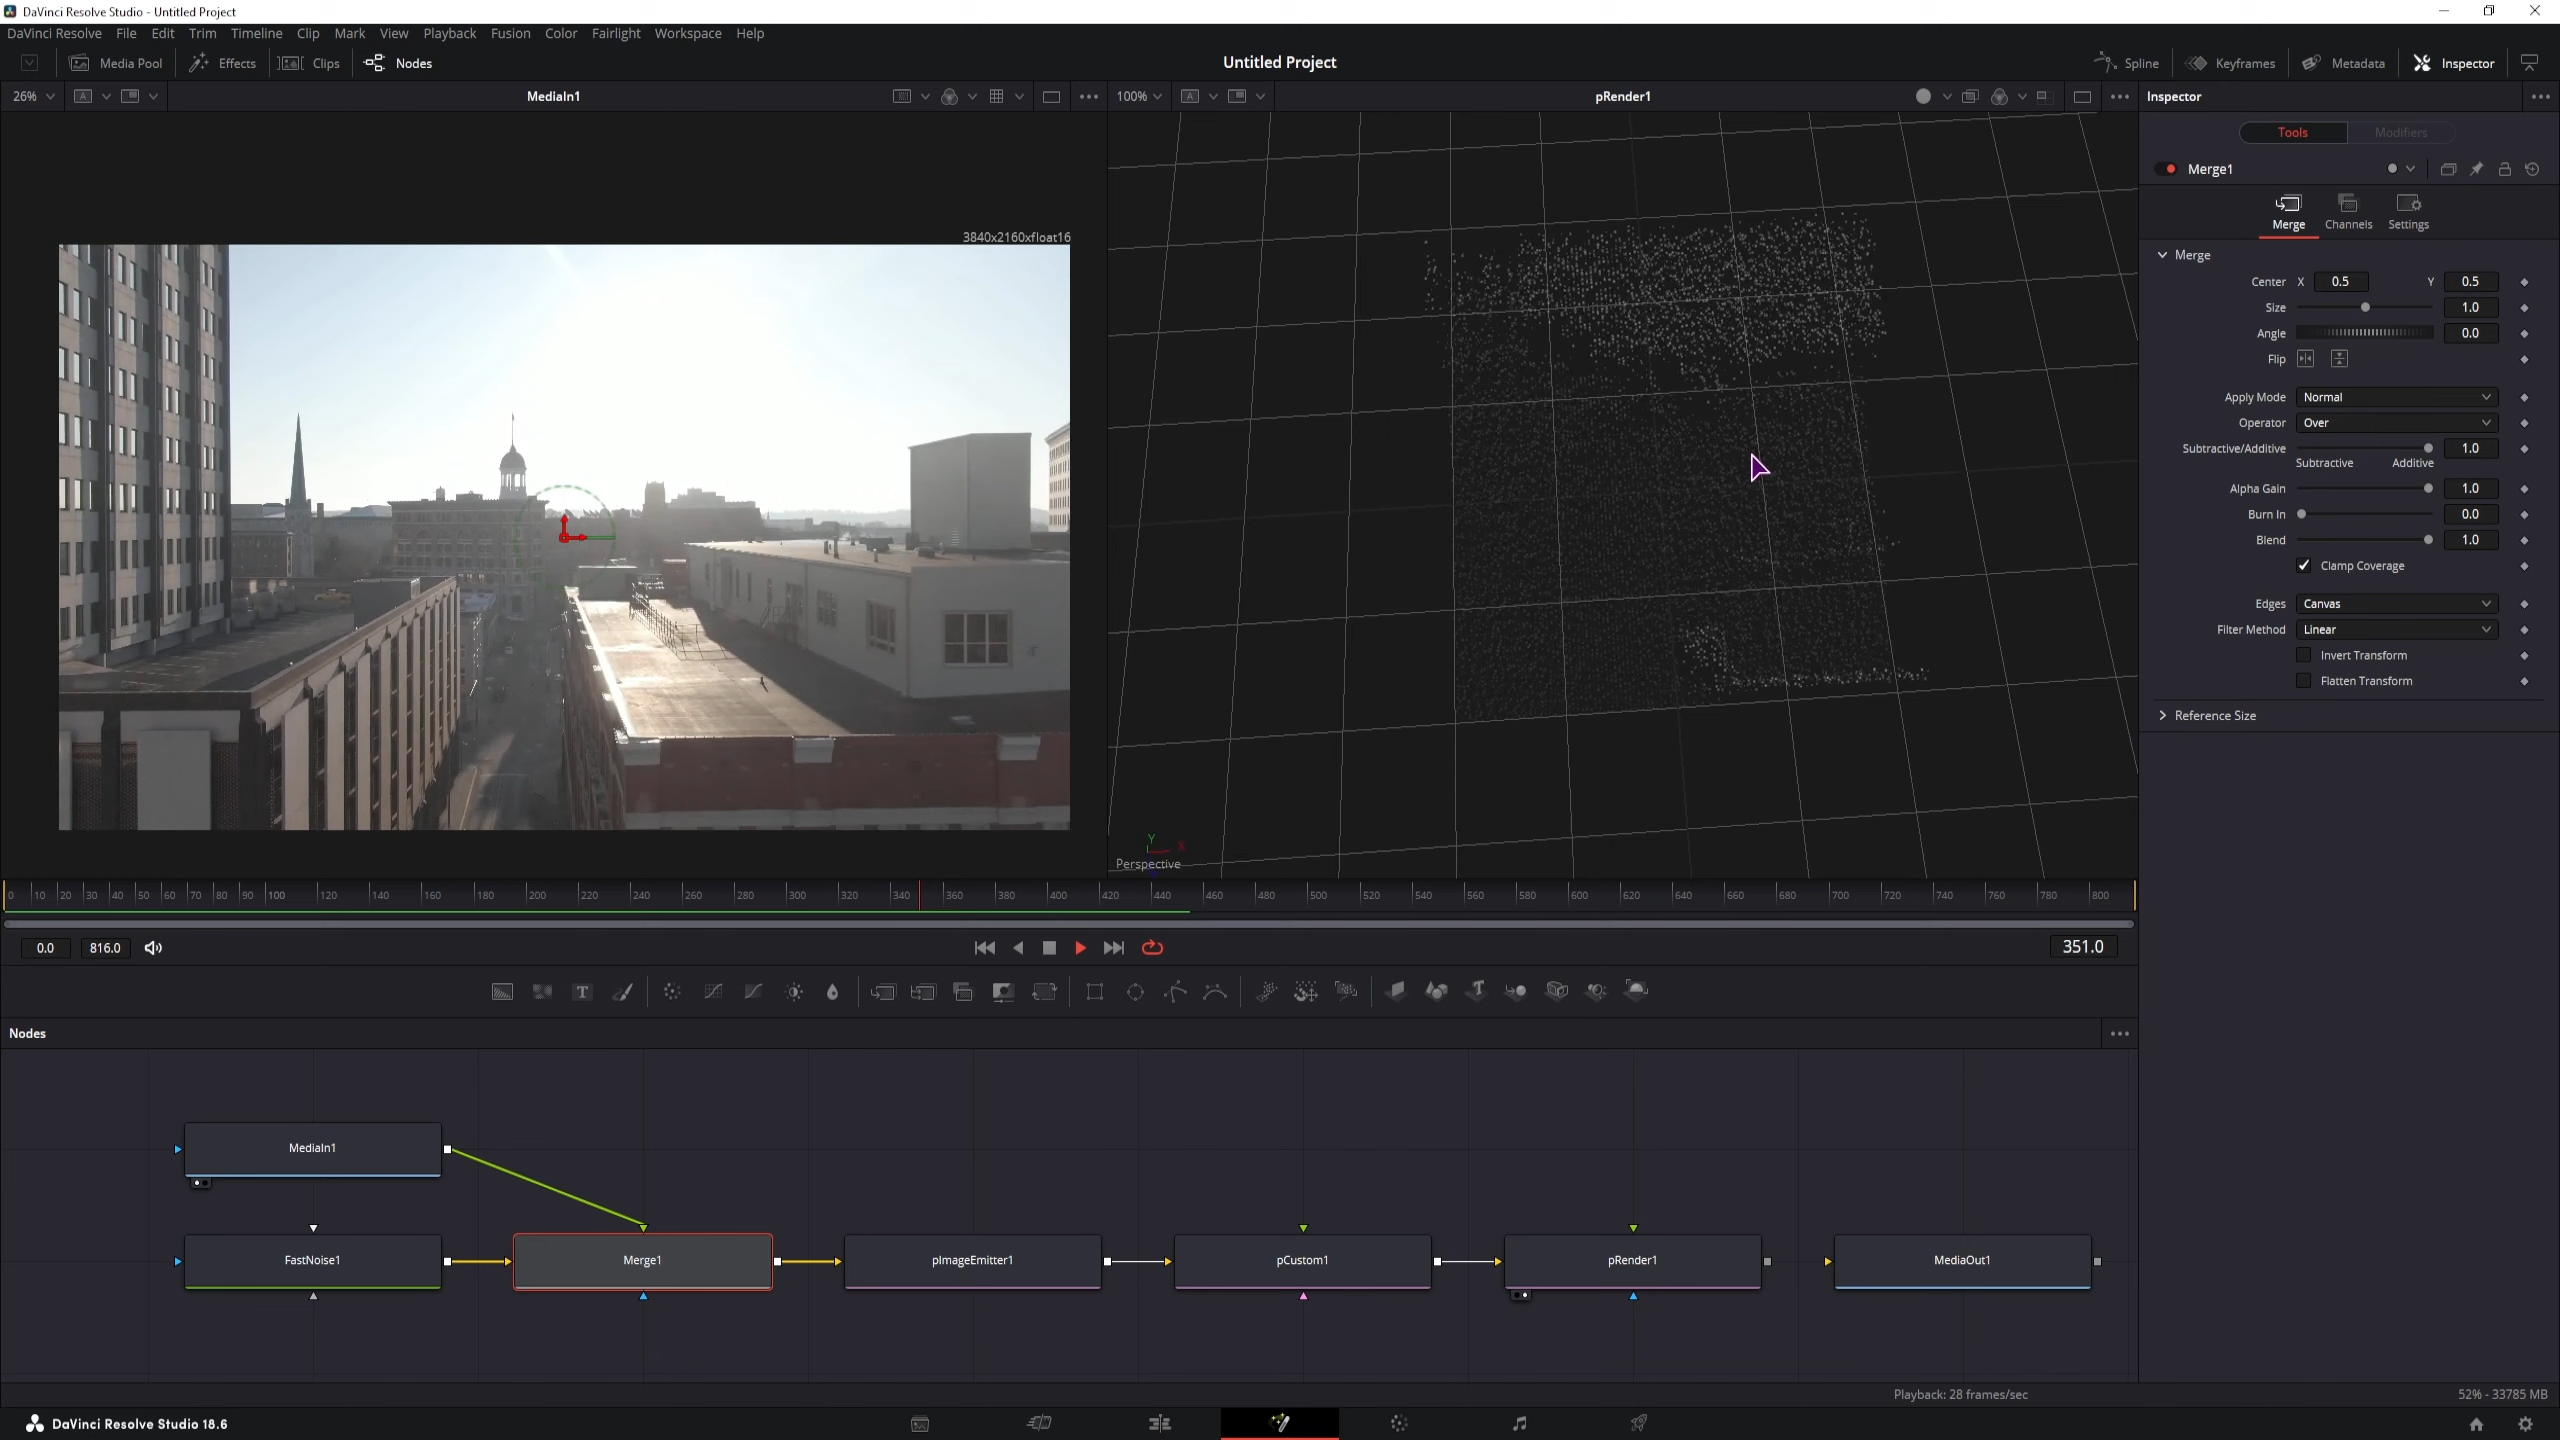 DaVinci Resolve Studio - Untitled Project
DaVinci Resolve File Edit Trim Timeline Clip Mark View Playback Fusion Color Fairlight Workspace Help
Media Pool Effects Clips Nodes Untitled Project Spline Keyframes Metadata Inspector
26% A MediaIn1 100% A pRender1 Inspector
Tools Modifiers
Merge1
Merge Channels Settings
3840x2160xfloat16
Merge
Center X 0.5 Y 0.5
Size 1.0
Angle 0.0
Flip
Apply Mode Normal
Operator Over
Subtractive/Additive 1.0
Subtractive Additive
Alpha Gain 1.0
Burn In 0.0
Blend 1.0
Clamp Coverage
Edges Canvas
Filter Method Linear
Invert Transform
Flatten Transform
Reference Size
Y X
Perspective
0 10 20 30 40 50 60 70 80 90 100 120 140 160 180 200 220 240 260 280 300 320 340 360 380 400 420 440 460 480 500 520 540 560 580 600 620 640 660 680 700 720 740 760 780 800
0.0 816.0 351.0
T T
Nodes
MediaIn1
FastNoise1 Merge1 pImageEmitter1 pCustom1 pRender1 MediaOut1
Playback: 28 frames/sec 52% - 33785 MB
DaVinci Resolve Studio 18.6